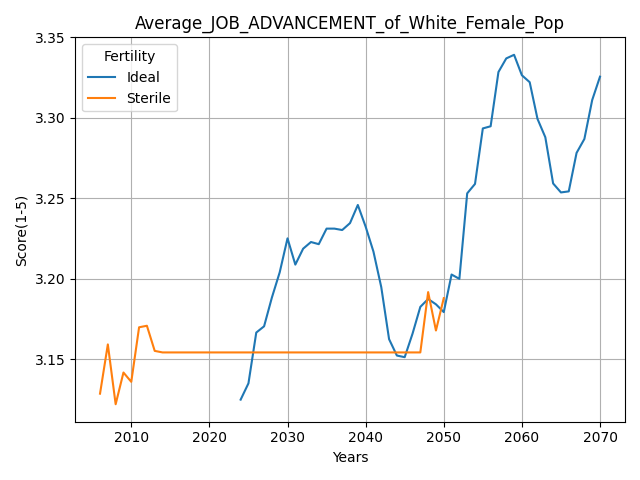 Average_JOB_ADVANCEMENT_of_White_Female_Pop
Fertility
Ideal
Sterile
Score(1-5)
3.35
3.30
3.25
3.20
3.15
2010 2020 2030 2040 2050 2060 2070
Years